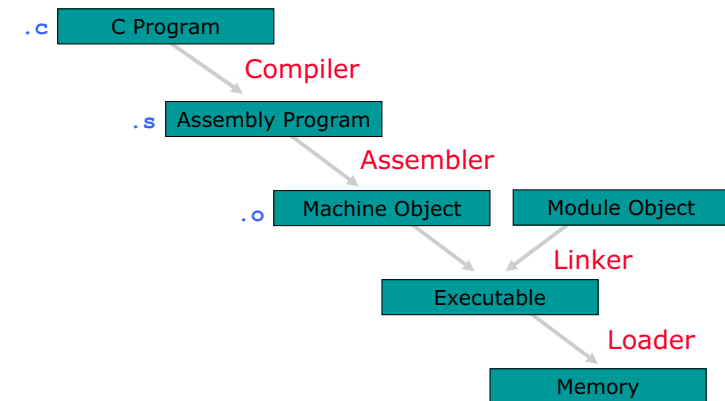 .c C Program
Compiler
.s Assembly Program
Assembler
.o Machine Object Module Object
Linker
Executable
Loader
Memory